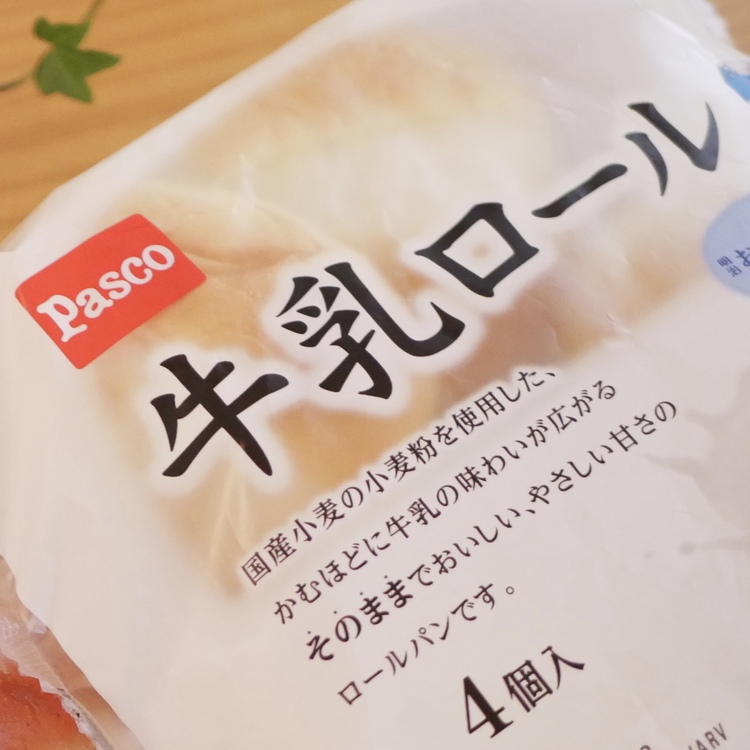 Pasco
牛乳ロール
明治
国産小麦の小麦粉を使用した、
かむほどに牛乳の味わいが広がる
そのままでおいしい、やさしい甘さの
ロールパンです。
4個入